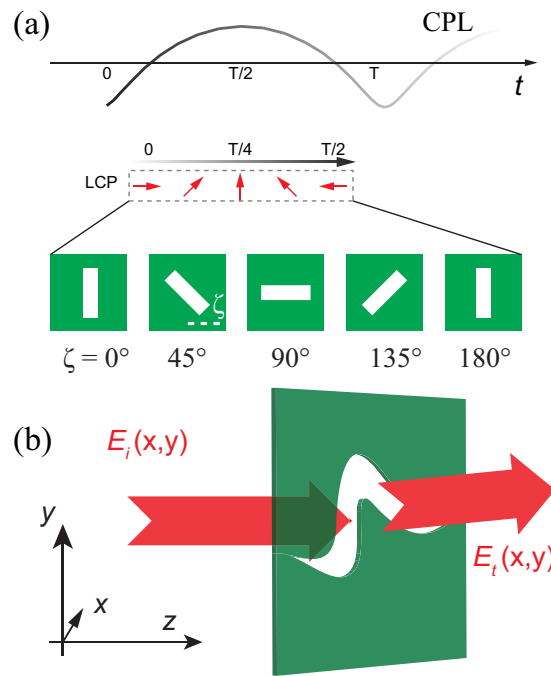 (a)
CPL
0
T/2
T
t
0
T/4
T/2
LCP
ζ
ζ = 0°
45°
90°
135°
180°
(b)
E_i(x,y)
y
x
z
E_t(x,y)